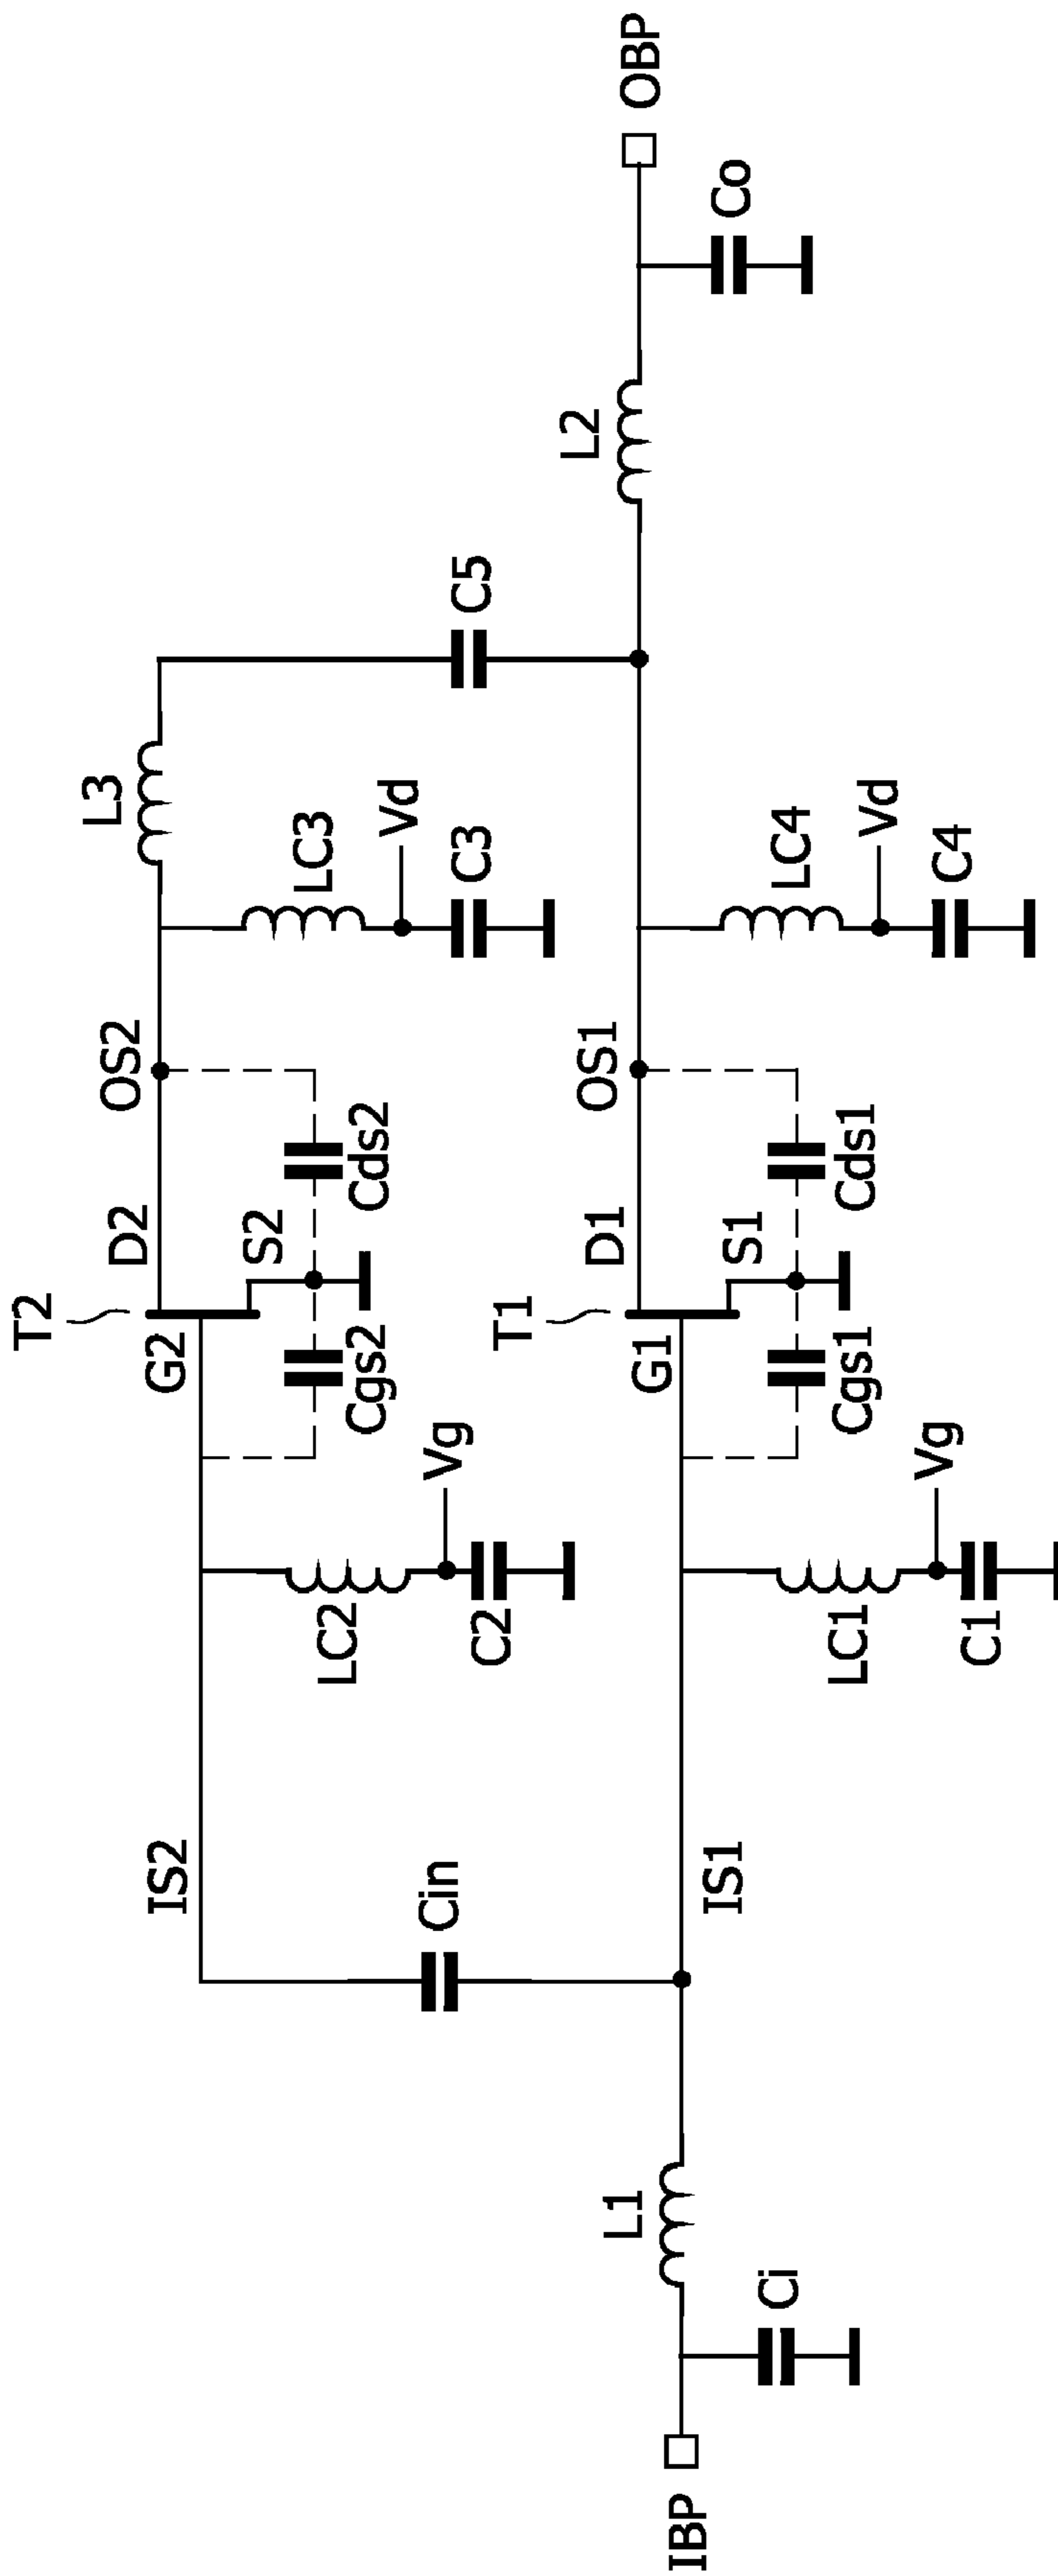 T2
D2
OS2
L3
G2
S2
LC3
Vd
IS2
Cgs2
Cds2
C3
C5
LC2
Vg
C2
Cin
T1
D1
OS1
L2
OBP
L1
IS1
G1
S1
LC4
Vd
Co
IBP
Ci
Cgs1
Cds1
C4
LC1
Vg
C1